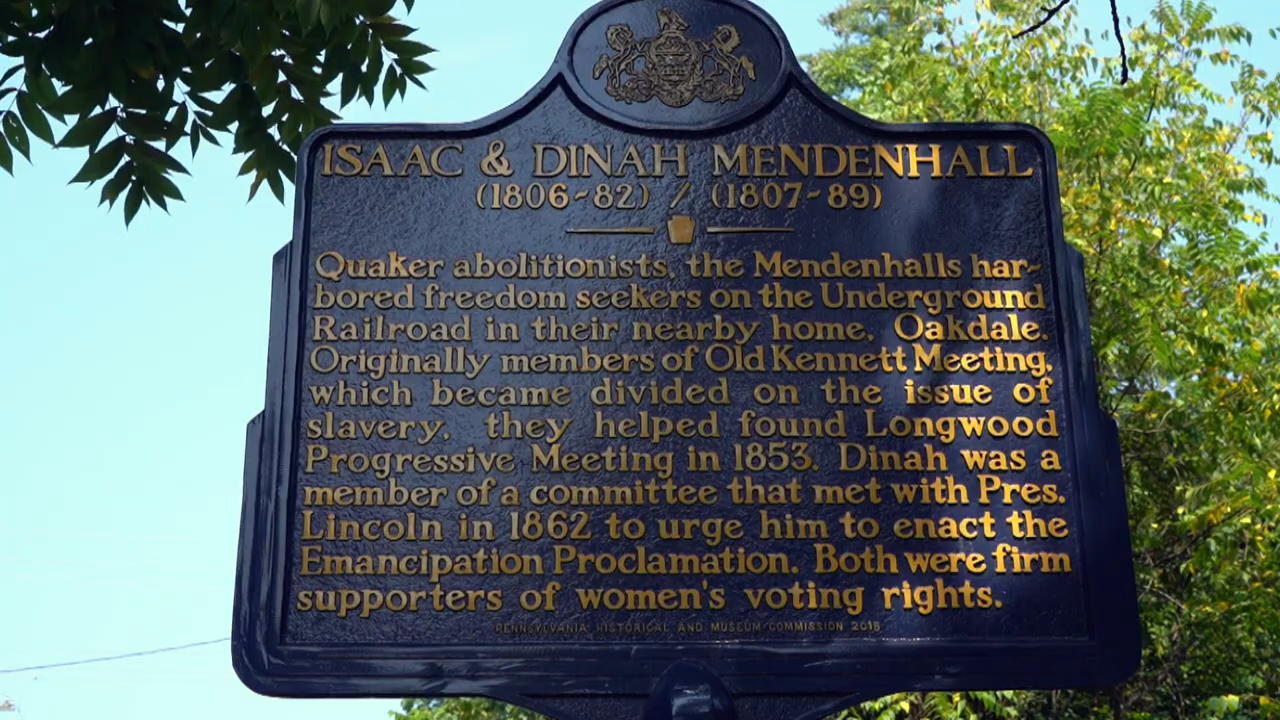 ISAAC & DINAH MENDENHALL
(1806-82) / (1807-89)
Quaker abolitionists, the Mendenhalls har-
bored freedom seekers on the Underground
Railroad in their nearby home, Oakdale.
Originally members of Old Kennett Meeting,
which became divided on the issue of
slavery, they helped found Longwood
Progressive Meeting in 1853. Dinah was a
member of a committee that met with Pres.
Lincoln in 1862 to urge him to enact the
Emancipation Proclamation. Both were firm
supporters of women's voting rights.
PENNSYLVANIA HISTORICAL AND MUSEUM COMMISSION 2018